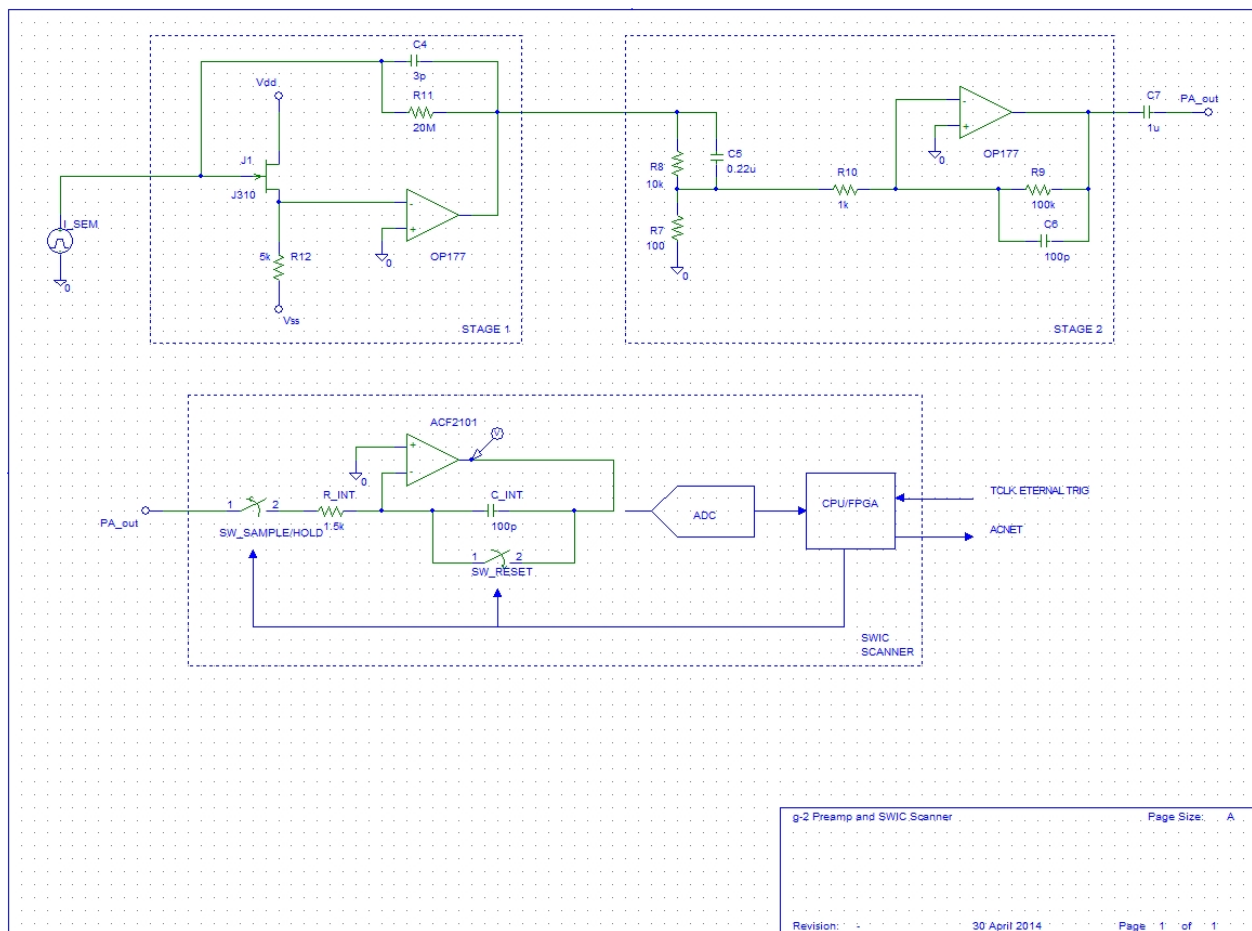 C4
3p
Vdd
R11
20M
C7
PA_out
1u
J1
J310
C5
0.22u
R8
10k
OP177
R10
1k
R9
100k
I_SEM
R7
100
C6
100p
5k
R12
OP177
0
0
0
0
0
Vss
STAGE 1
STAGE 2
-
+
-
+
ACF2101
V
+
-
0
1
2
R_INT
1.5k
C_INT
100p
PA_out
SW_SAMPLE/HOLD
1
2
SW_RESET
ADC
CPU/FPGA
TCLK ETERNAL TRIG
ACNET
SWIC
SCANNER
g-2 Preamp and SWIC Scanner
Page Size: A
Revision: -
30 April 2014
Page 1 of 1